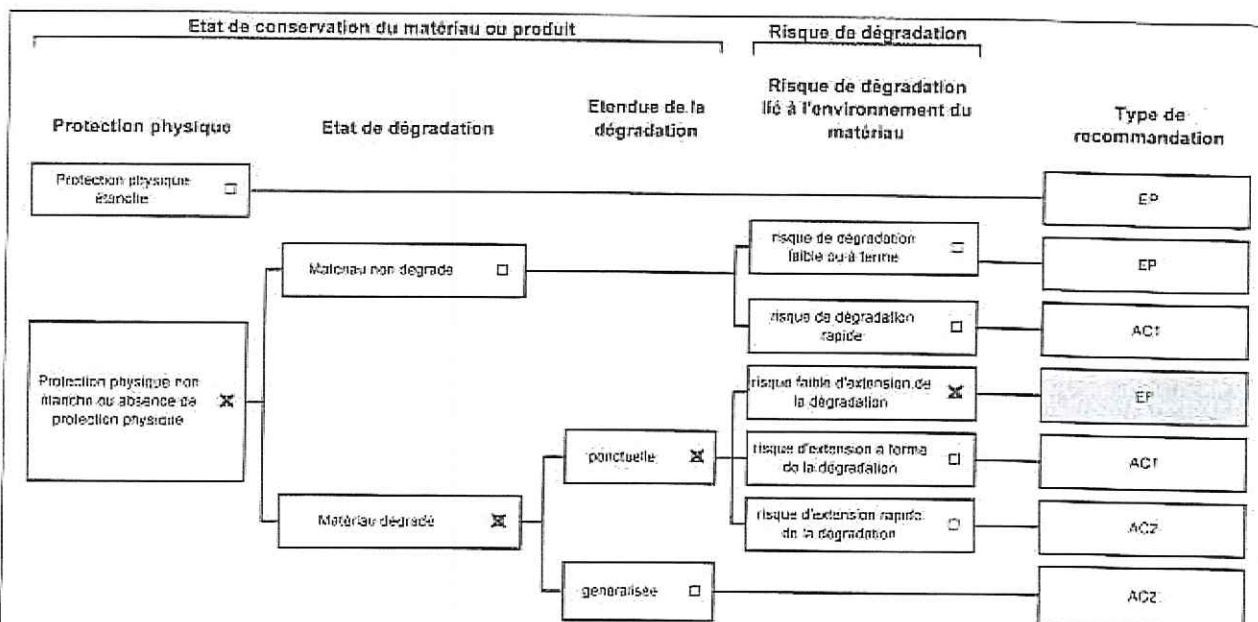 Etat de conservation du matériau ou produit
Risque de dégradation
Protection physique
Etat de dégradation
Etendue de la
dégradation
Risque de dégradation
lié à l'environnement du
matériau
Type de
recommandation
Protection physique
étanche
EP
Matériau non dégradé
risque de dégradation
faible ou à terme
EP
risque de dégradation
rapide
AC1
Protection physique non
étanche ou absence de
protection physique
risque faible d'extension de
la dégradation
EP
ponctuelle
risque d'extension à terme
de la dégradation
AC1
Matériau dégradé
risque d'extension rapide
de la dégradation
AC2
généralisée
AC2